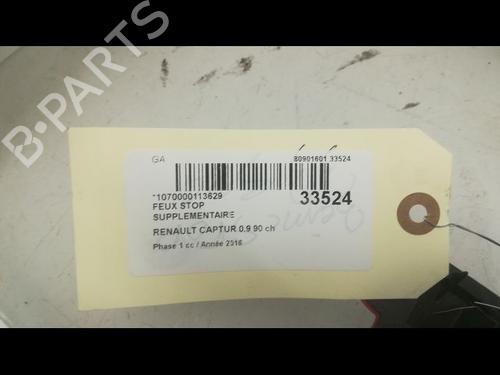 GA
80901601 33524
*1070000113629
33524
FEUX STOP
SUPPLEMENTAIRE
RENAULT CAPTUR 0.9 90 ch
Phase 1 cc / Année 2016
B-PARTS